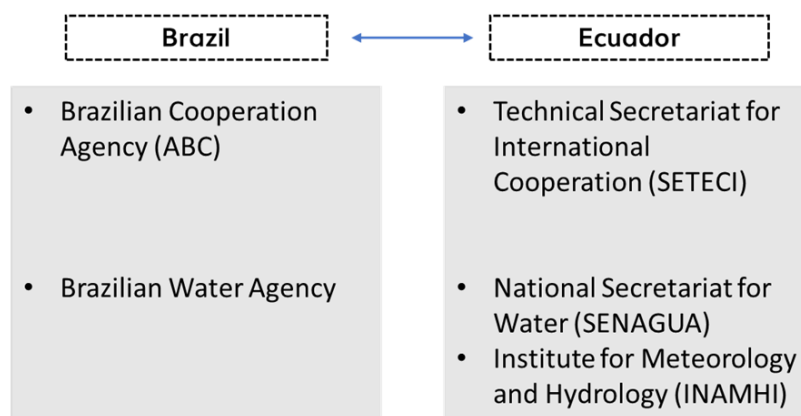 Brazil
Ecuador
• Brazilian Cooperation
Agency (ABC)
• Brazilian Water Agency
• Technical Secretariat for
International
Cooperation (SETECI)
• National Secretariat for
Water (SENAGUA)
• Institute for Meteorology
and Hydrology (INAMHI)